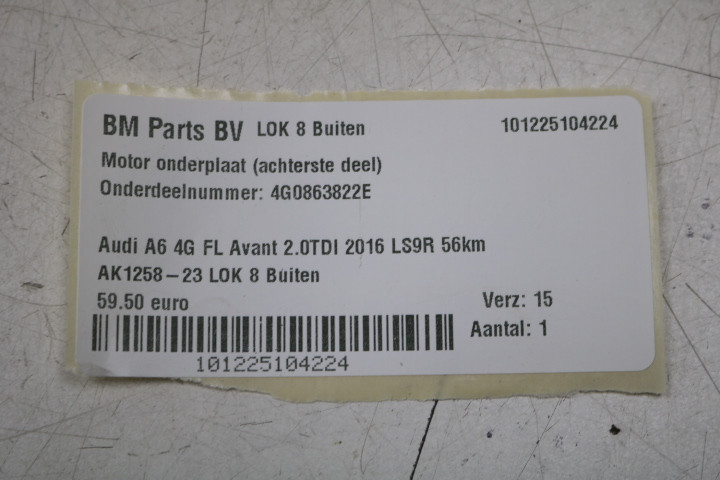 BM Parts BV LOK 8 Buiten 101225104224
Motor onderplaat (achterste deel)
Onderdeelnummer: 4G0863822E
Audi A6 4G FL Avant 2.0TDI 2016 LS9R 56km
AK1258-23 LOK 8 Buiten
59.50 euro Verz: 15
Aantal: 1
101225104224